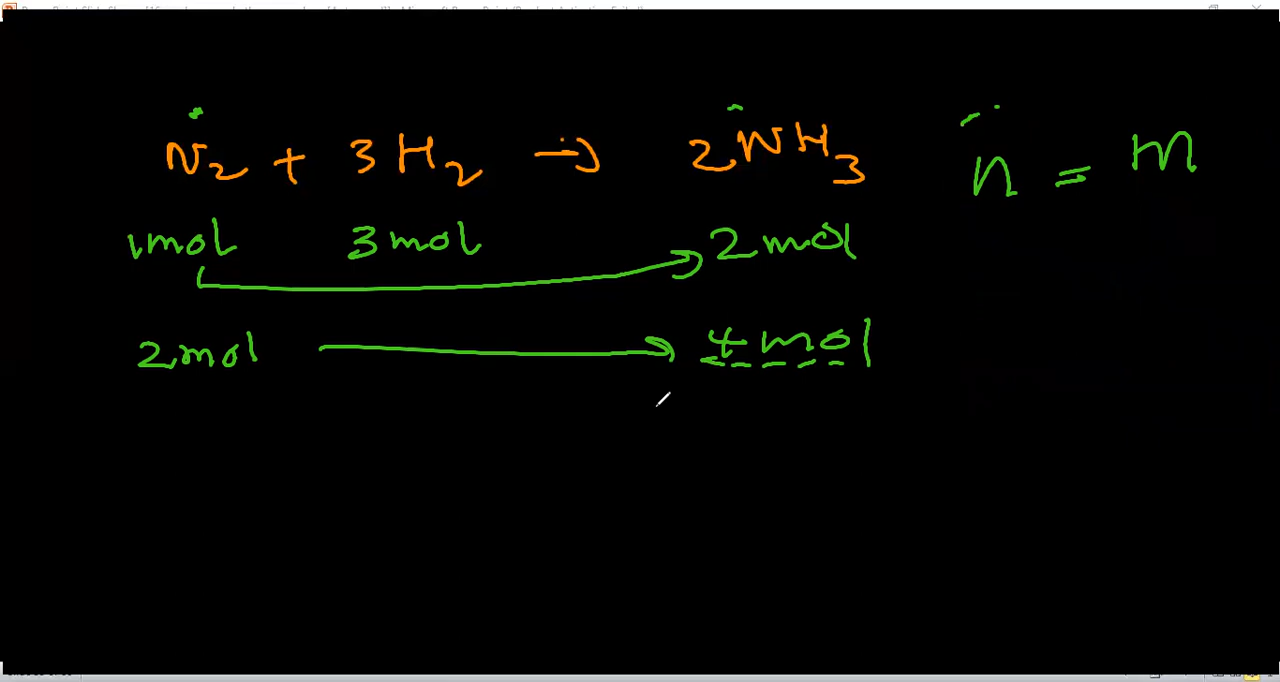 N2 + 3H2 → 2NH3 n = m
1mol 3mol 2mol
2mol → 4mol